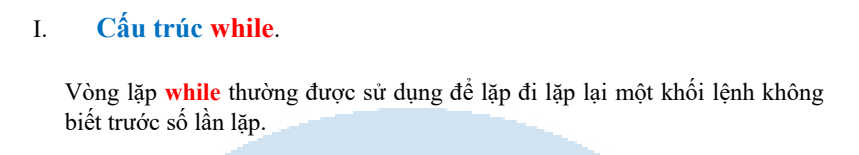 I. Cấu trúc while.
Vòng lặp while thường được sử dụng để lặp đi lặp lại một khối lệnh không
biết trước số lần lặp.